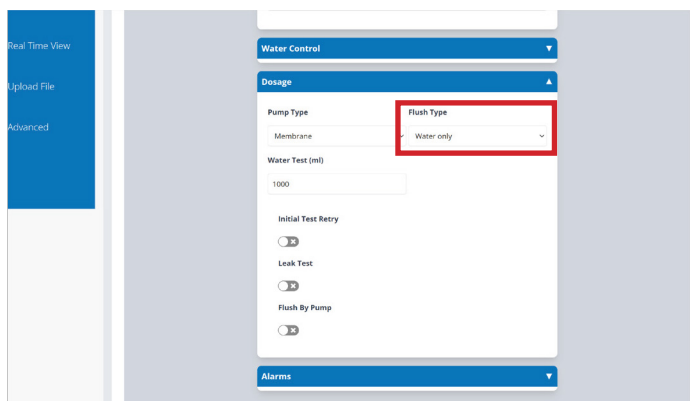 Real Time View
Upload File
Advanced
Water Control
Dosage
Pump Type
Flush Type
Membrane
Water only
Water Test (ml)
1000
Initial Test Retry
Leak Test
Flush By Pump
Alarms